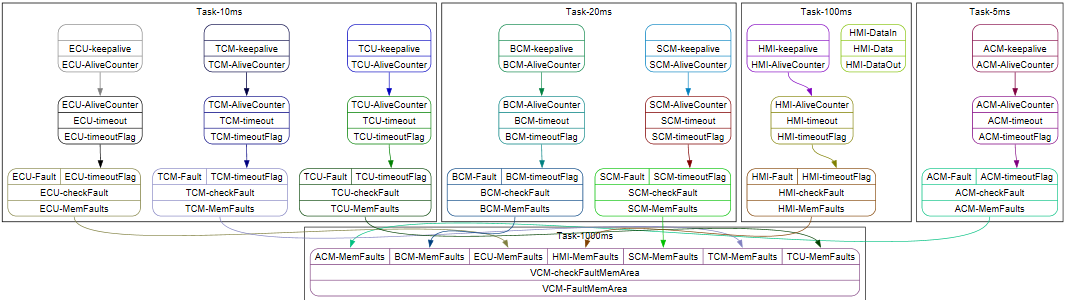 Task-10ms
Task-20ms
Task-100ms
Task-5ms
HMI-DataIn
ECU-keepalive
TCM-keepalive
TCU-keepalive
BCM-keepalive
SCM-keepalive
HMI-keepalive
HMI-Data
ACM-keepalive
ECU-AliveCounter
TCM-AliveCounter
TCU-AliveCounter
BCM-AliveCounter
SCM-AliveCounter
HMI-AliveCounter
HMI-DataOut
ACM-AliveCounter
ECU-AliveCounter
TCM-AliveCounter
TCU-AliveCounter
BCM-AliveCounter
SCM-AliveCounter
HMI-AliveCounter
ACM-AliveCounter
ECU-timeout
TCM-timeout
TCU-timeout
BCM-timeout
SCM-timeout
HMI-timeout
ACM-timeout
ECU-timeoutFlag
TCM-timeoutFlag
TCU-timeoutFlag
BCM-timeoutFlag
SCM-timeoutFlag
HMI-timeoutFlag
ACM-timeoutFlag
ECU-Fault ECU-timeoutFlag
TCM-Fault TCM-timeoutFlag
TCU-Fault TCU-timeoutFlag
BCM-Fault BCM-timeoutFlag
SCM-Fault SCM-timeoutFlag
HMI-Fault HMI-timeoutFlag
ACM-Fault ACM-timeoutFlag
ECU-checkFault
TCM-checkFault
TCU-checkFault
BCM-checkFault
SCM-checkFault
HMI-checkFault
ACM-checkFault
ECU-MemFaults
TCM-MemFaults
TCU-MemFaults
BCM-MemFaults
SCM-MemFaults
HMI-MemFaults
ACM-MemFaults
Task-1000ms
ACM-MemFaults BCM-MemFaults ECU-MemFaults HMI-MemFaults SCM-MemFaults TCM-MemFaults TCU-MemFaults
VCM-checkFaultMemArea
VCM-FaultMemArea